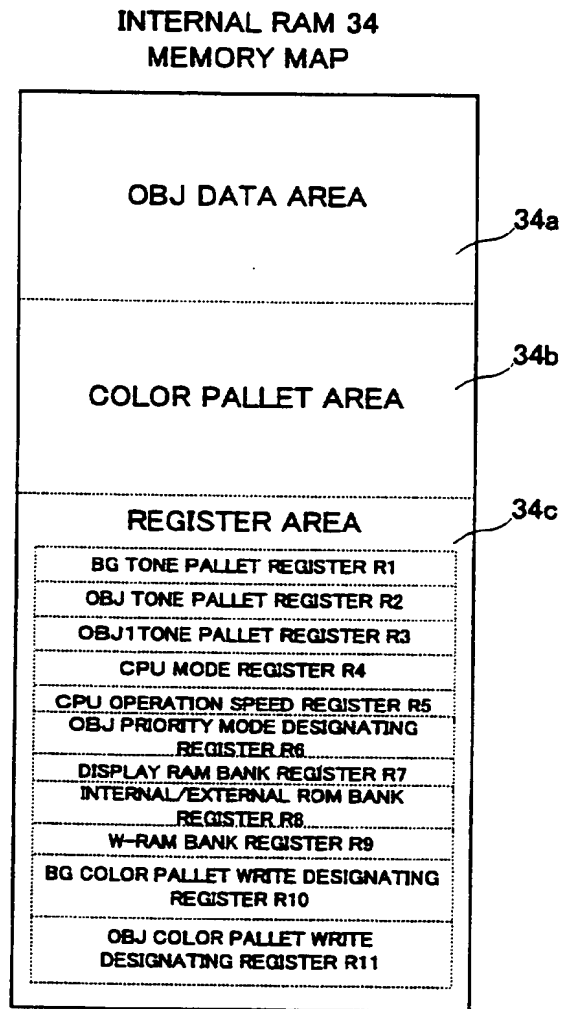 INTERNAL RAM 34
MEMORY MAP
OBJ DATA AREA
34a
34b
COLOR PALLET AREA
34c
REGISTER AREA
BG TONE PALLET REGISTER R1
OBJ TONE PALLET REGISTER R2
OBJ1TONE PALLET REGISTER R3
CPU MODE REGISTER R4
CPU OPERATION SPEED REGISTER R5
OBJ PRIORITY MODE DESIGNATING
REGISTER R6
DISPLAY RAM BANK REGISTER R7
INTERNAL/EXTERNAL ROM BANK
REGISTER R8
W-RAM BANK REGISTER R9
BG COLOR PALLET WRITE DESIGNATING
REGISTER R10
OBJ COLOR PALLET WRITE
DESIGNATING REGISTER R11